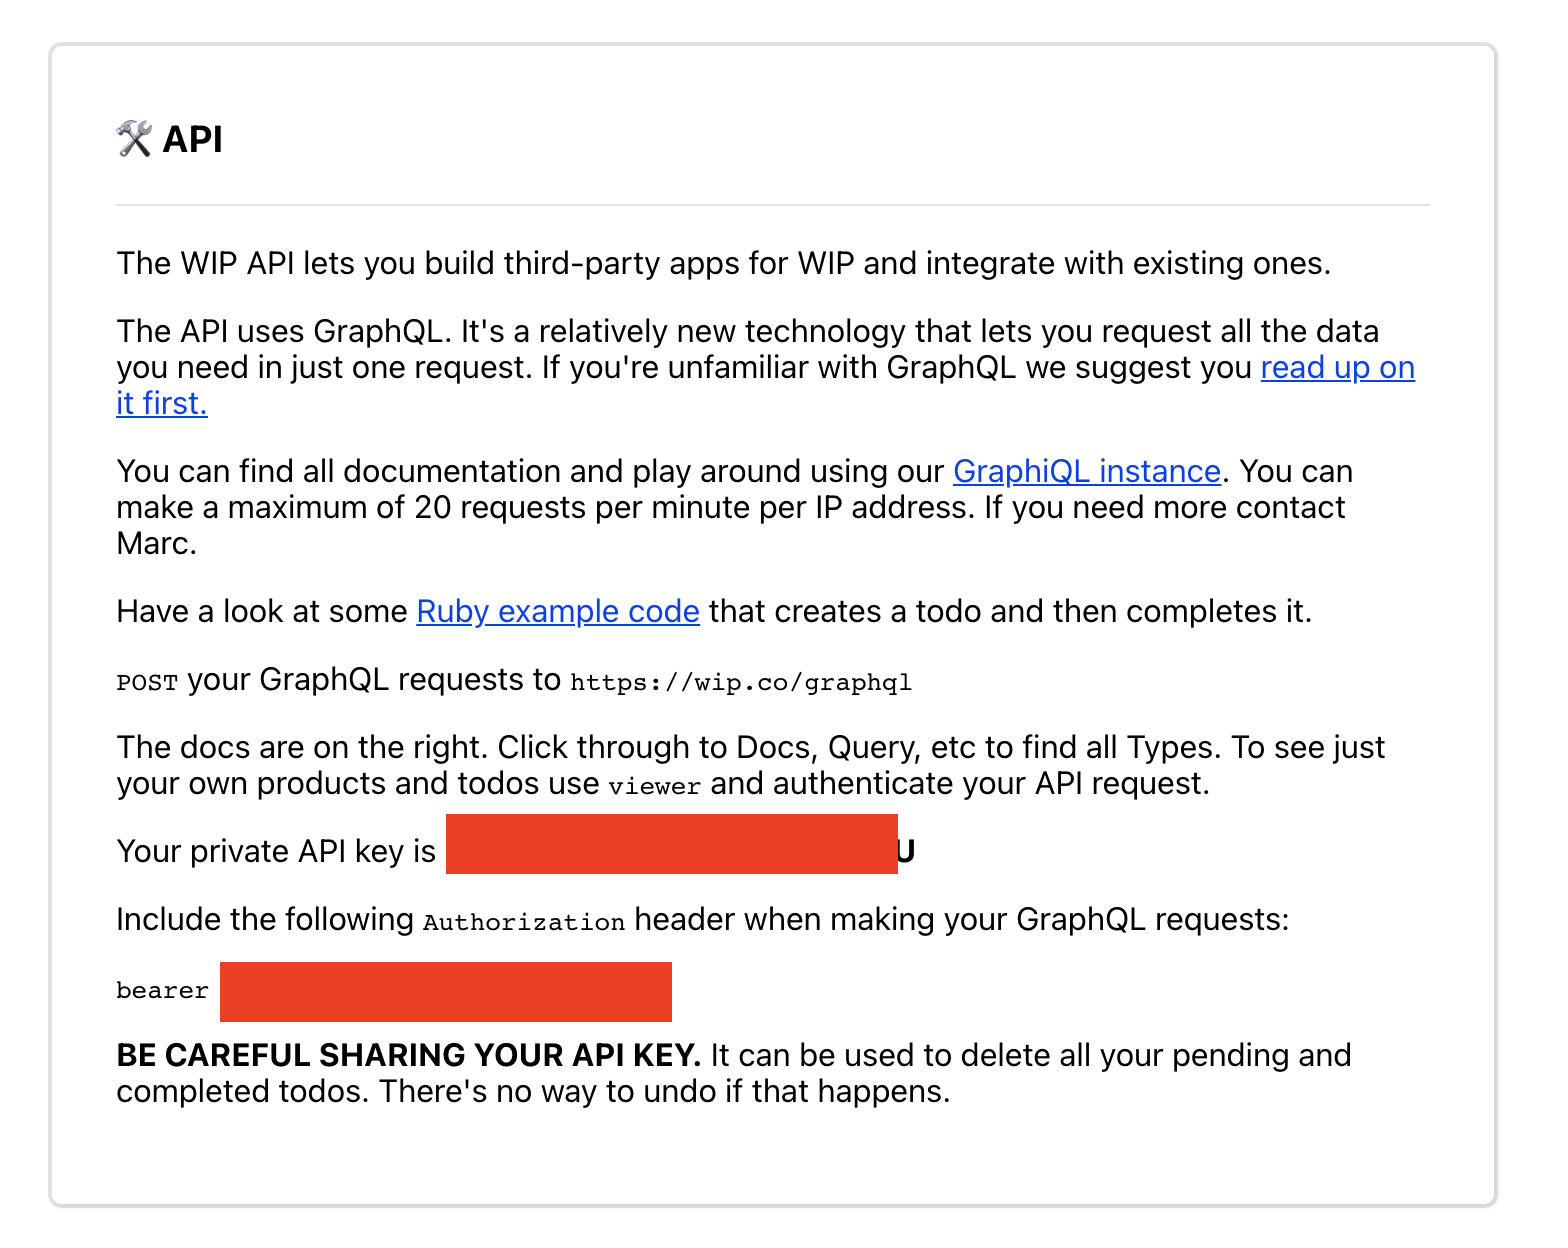 🛠 API
The WIP API lets you build third-party apps for WIP and integrate with existing ones.
The API uses GraphQL. It's a relatively new technology that lets you request all the data
you need in just one request. If you're unfamiliar with GraphQL we suggest you read up on
it first.
You can find all documentation and play around using our GraphiQL instance. You can
make a maximum of 20 requests per minute per IP address. If you need more contact
Marc.
Have a look at some Ruby example code that creates a todo and then completes it.
POST your GraphQL requests to https://wip.co/graphql
The docs are on the right. Click through to Docs, Query, etc to find all Types. To see just
your own products and todos use viewer and authenticate your API request.
Your private API key is U
Include the following Authorization header when making your GraphQL requests:
bearer
BE CAREFUL SHARING YOUR API KEY. It can be used to delete all your pending and
completed todos. There's no way to undo if that happens.